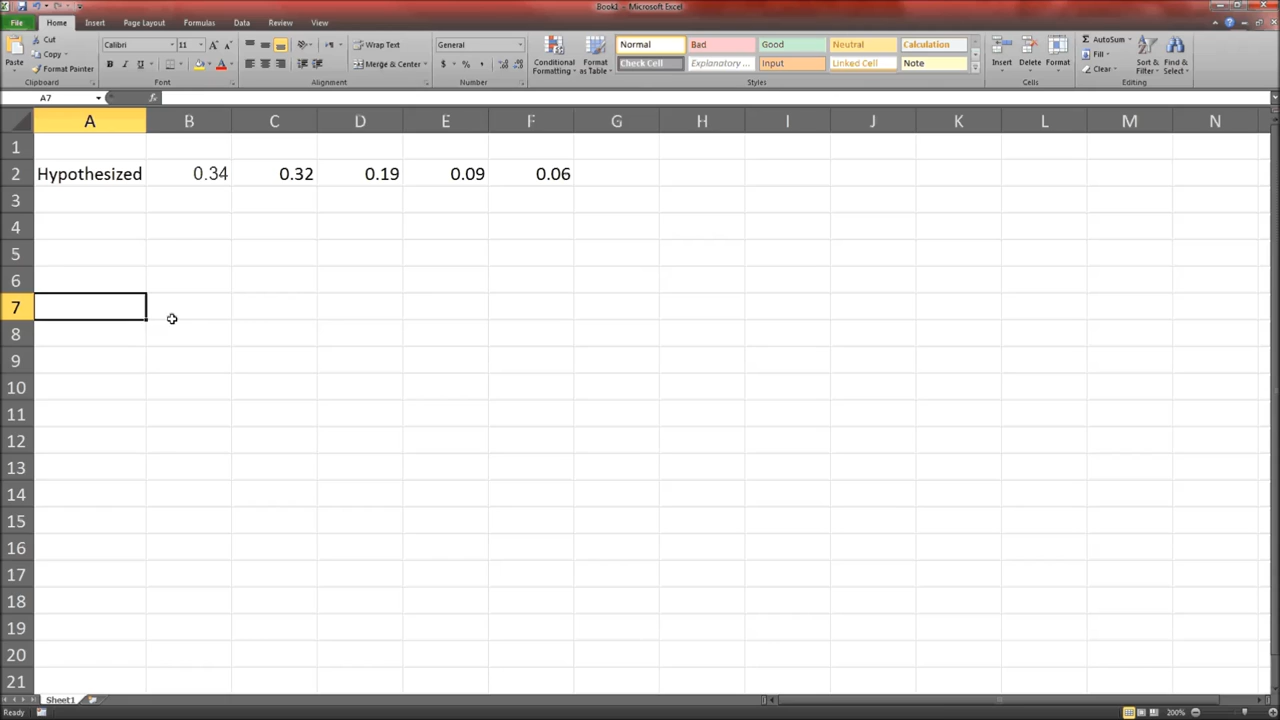 Book1 - Microsoft Excel
File Home Insert Page Layout Formulas Data Review View
Paste
Cut
Copy
Format Painter
Clipboard
Calibri 11
B I U
Font
Wrap Text
Merge & Center
Alignment
General
$ % ,
Number
Conditional Formatting
Format as Table
Normal Bad Good Neutral Calculation
Check Cell Explanatory ... Input Linked Cell Note
Styles
Insert Delete Format
Cells
AutoSum
Fill
Clear
Sort & Filter
Find & Select
Editing
A7 fx
A B C D E F G H I J K L M N
1
2 Hypothesized 0.34 0.32 0.19 0.09 0.06
3
4
5
6
7
8
9
10
11
12
13
14
15
16
17
18
19
20
21
Sheet1
Ready 200%